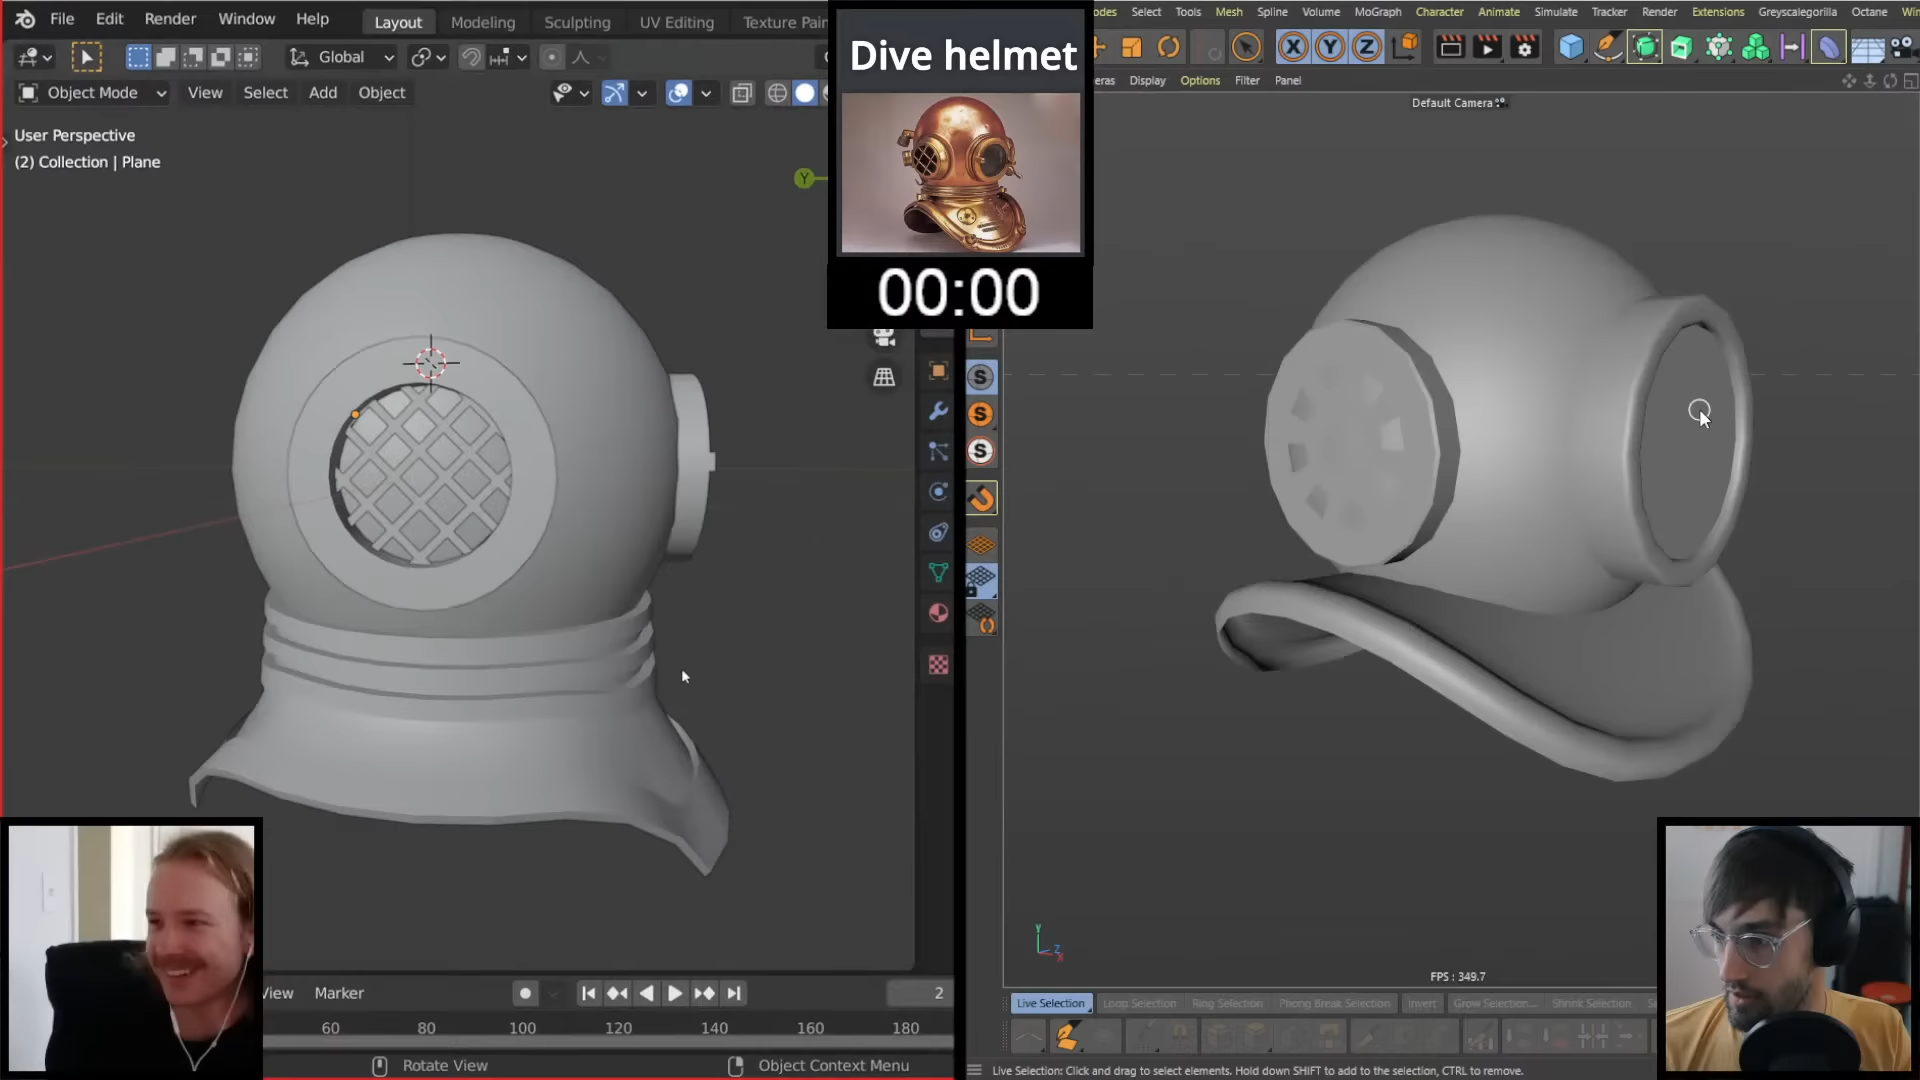 File Edit Render Window Help
Layout Modeling Sculpting UV Editing Texture Pain
Global
Object Mode View Select Add Object
User Perspective
(2) Collection | Plane
Y
Dive helmet
00:00
Select Tools Mesh Spline Volume MoGraph Character Animate Simulate Tracker Render Extensions Greyscalegorilla Octane
X Y Z
Display Options Filter Panel
Default Camera
S
S
S
Y
Z
X
FPS : 349.7
Marker
2
60 80 100 120 140 160 180
Rotate View Object Context Menu
Live Selection Loop Selection Ring Selection Phong Break Selection Invert Grow Selection... Shrink Selection
Live Selection: Click and drag to select elements. Hold down SHIFT to add to the selection, CTRL to remove.